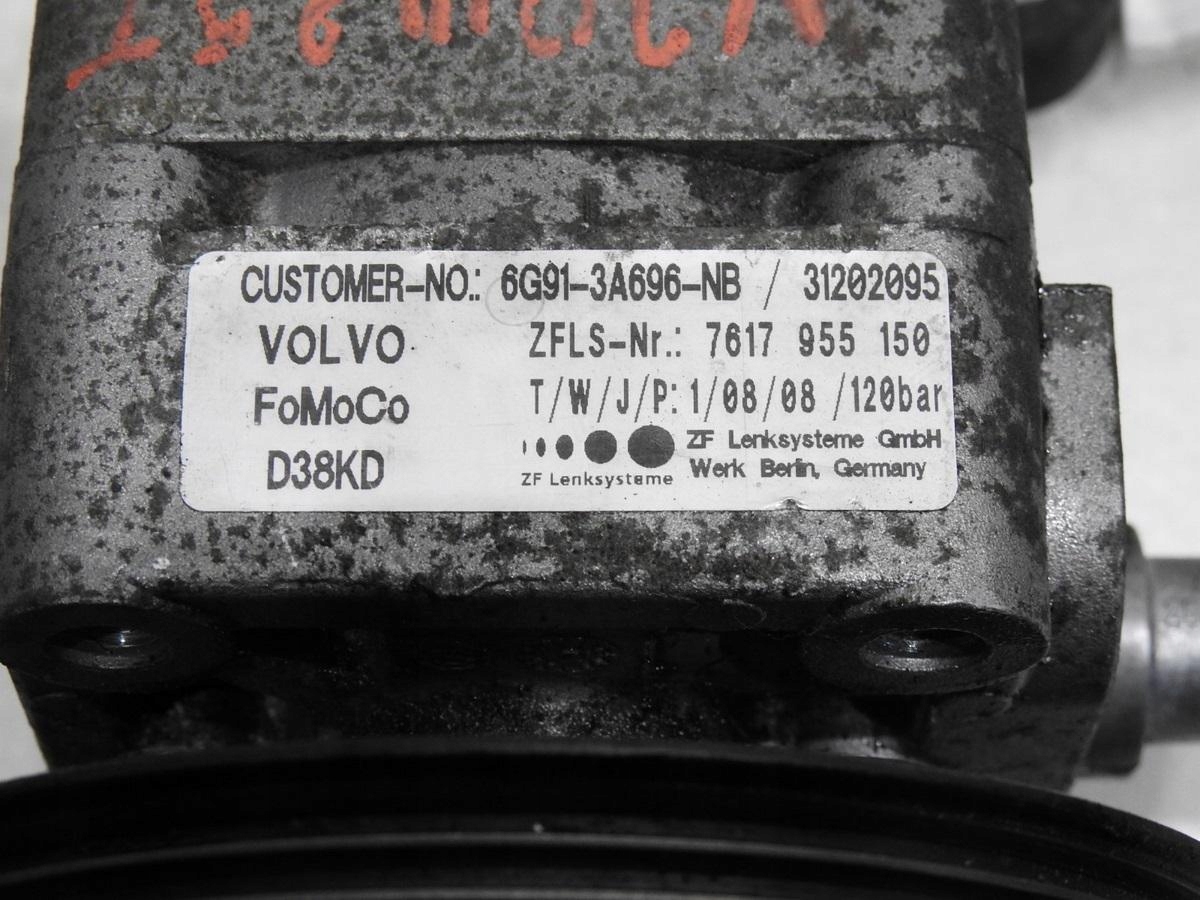 CUSTOMER-NO.: 6G91-3A696-NB / 31202095
VOLVO ZFLS-Nr.: 7617 955 150
FoMoCo T/W/J/P: 1/08/08 /120bar
D38KD ZF Lenksysteme ZF Lenksysteme GmbH
Werk Berlin, Germany